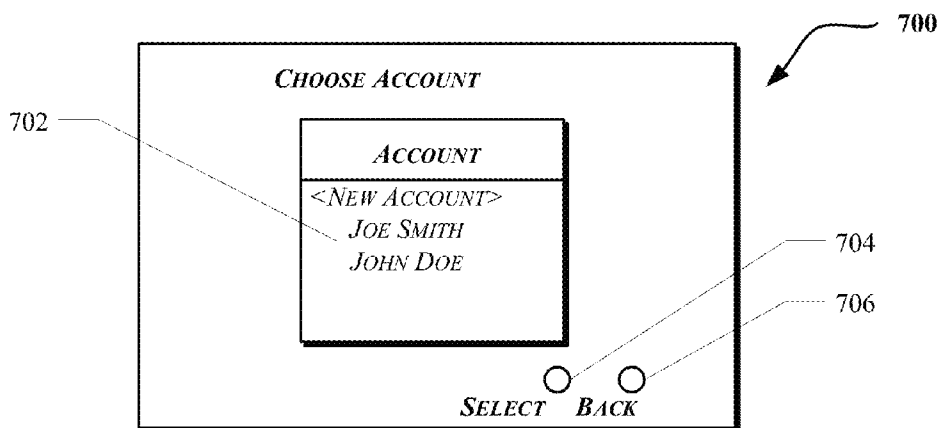 700
CHOOSE ACCOUNT
702
ACCOUNT
<NEW ACCOUNT>
JOE SMITH
JOHN DOE
704
706
SELECT BACK